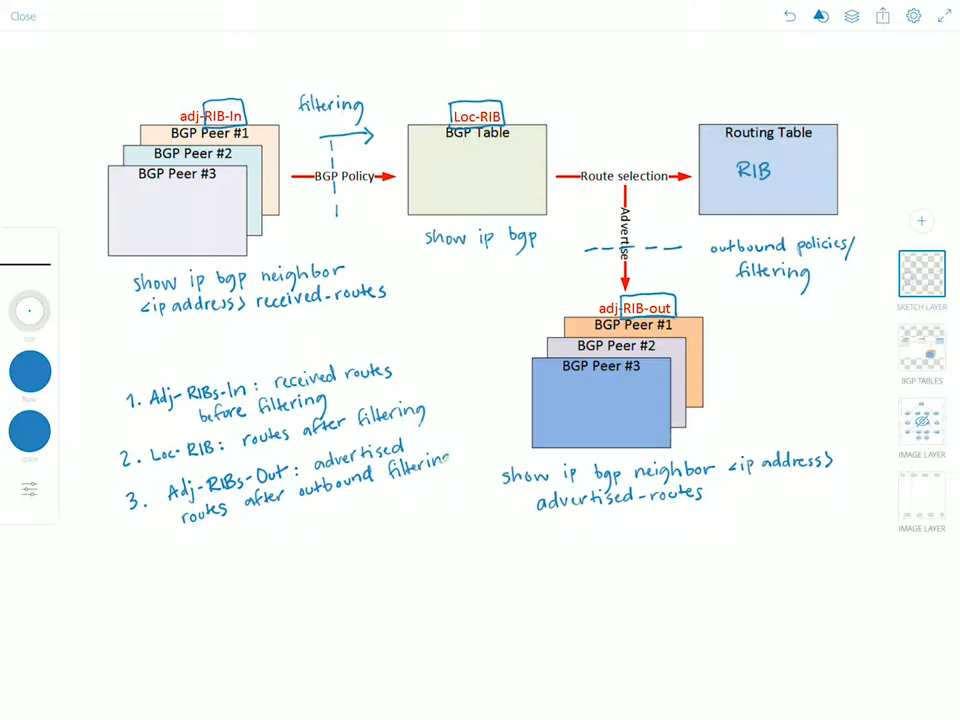 Close
filtering
adj-RIB-In
BGP Peer #1
BGP Peer #2
BGP Peer #3
BGP Policy
Loc-RIB
BGP Table
Route selection
Routing Table
RIB
show ip bgp
Advertise
outbound policies/
filtering
show ip bgp neighbor
<ip address> received-routes
adj-RIB-out
BGP Peer #1
BGP Peer #2
BGP Peer #3
1. Adj-RIBs-In: received routes
before filtering
2. Loc-RIB: routes after filtering
3. Adj-RIBs-Out: advertised
routes after outbound filtering
show ip bgp neighbor <ip address>
advertised-routes
SKETCH LAYER
BGP TABLES
IMAGE LAYER
IMAGE LAYER